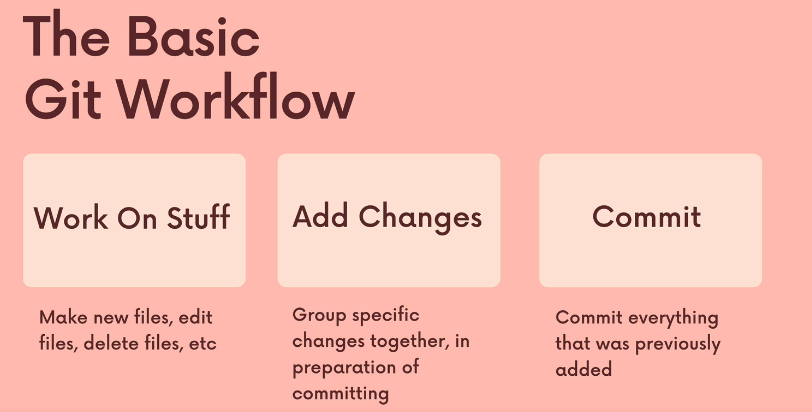 The Basic
Git Workflow
Work On Stuff
Add Changes
Commit
Make new files, edit
files, delete files, etc
Group specific
changes together, in
preparation of
committing
Commit everything
that was previously
added